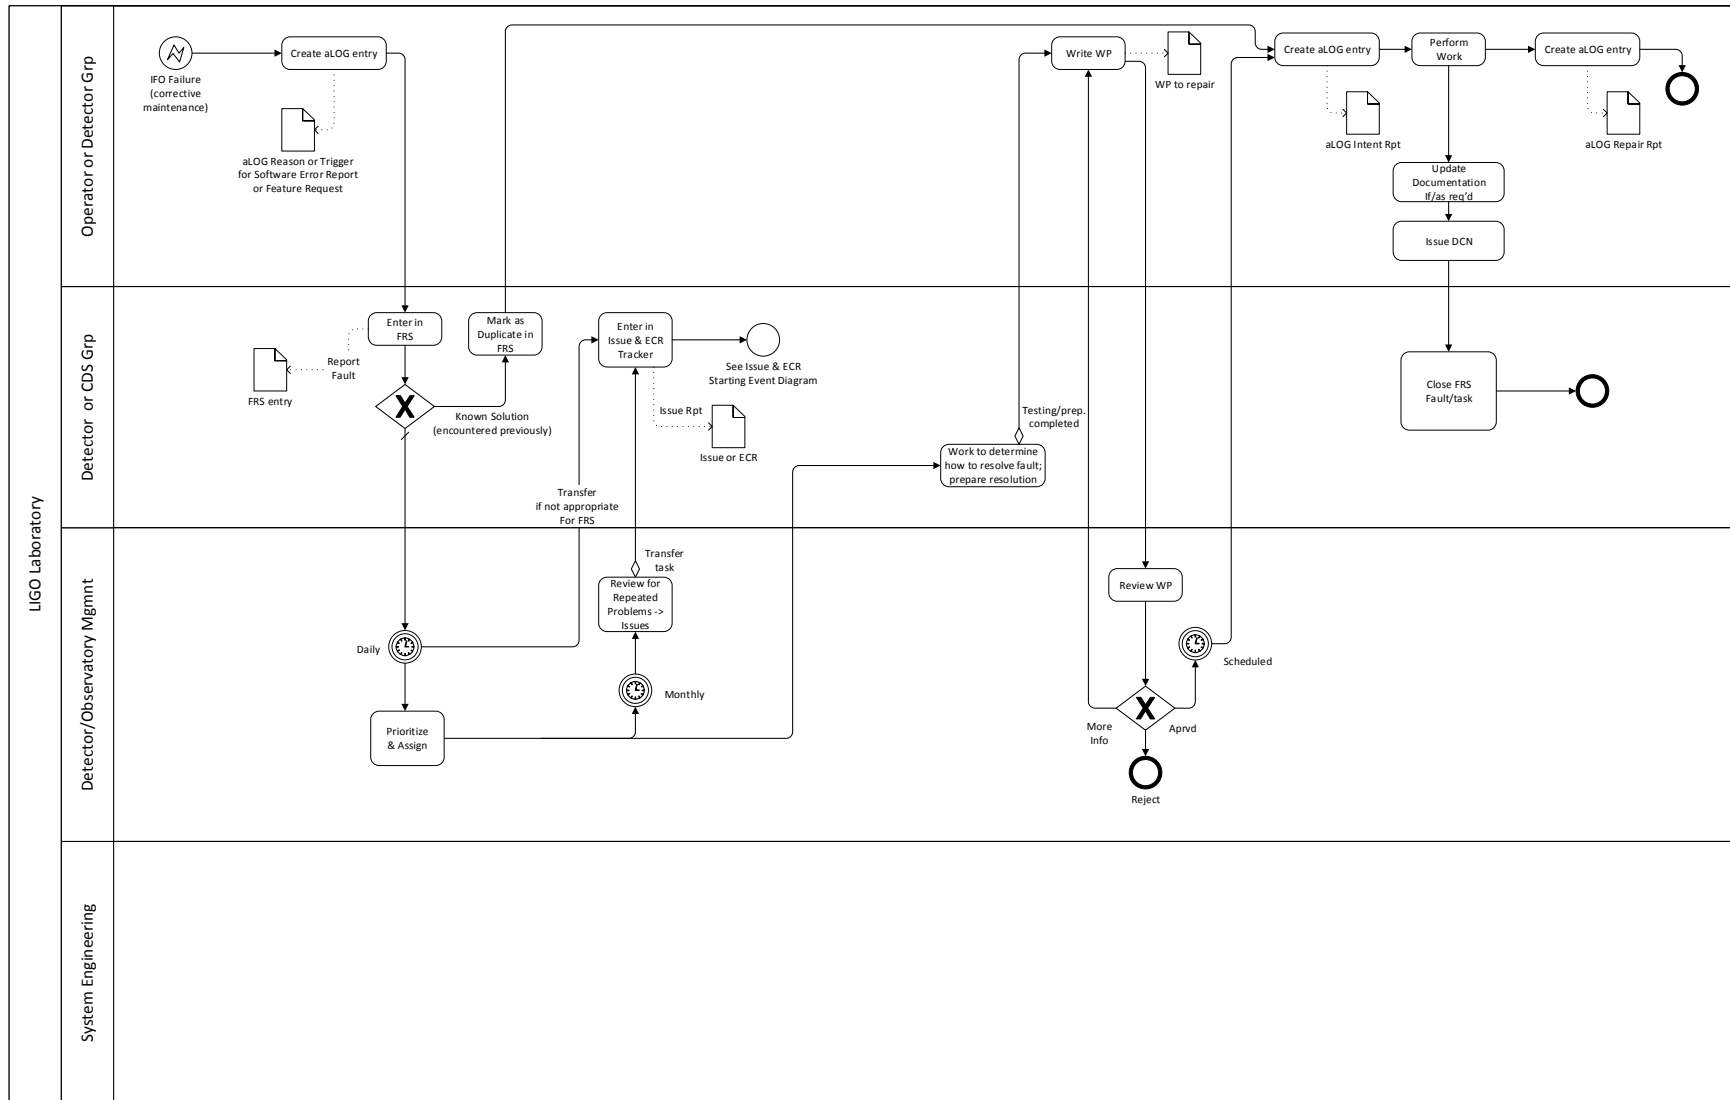 LIGO Laboratory
Operator or Detector Grp
IFO Failure
(corrective
maintenance)
Create aLOG entry
aLOG Reason or Trigger
for Software Error Report
or Feature Request
Write WP
WP to repair
Create aLOG entry
aLOG Intent Rpt
Perform
Work
Create aLOG entry
aLOG Repair Rpt
Update
Documentation
If/as req'd
Issue DCN
Detector or CDS Grp
Enter in
FRS
Report
Fault
FRS entry
Known Solution
(encountered previously)
Mark as
Duplicate in
FRS
Enter in
Issue & ECR
Tracker
See Issue & ECR
Starting Event Diagram
Issue Rpt
Issue or ECR
Transfer
if not appropriate
For FRS
Testing/prep.
completed
Work to determine
how to resolve fault;
prepare resolution
Close FRS
Fault/task
Detector/Observatory Mgmnt
Daily
Prioritize
& Assign
Transfer
task
Review for
Repeated
Problems ->
Issues
Monthly
Review WP
Scheduled
More
Info
Aprvd
Reject
System Engineering